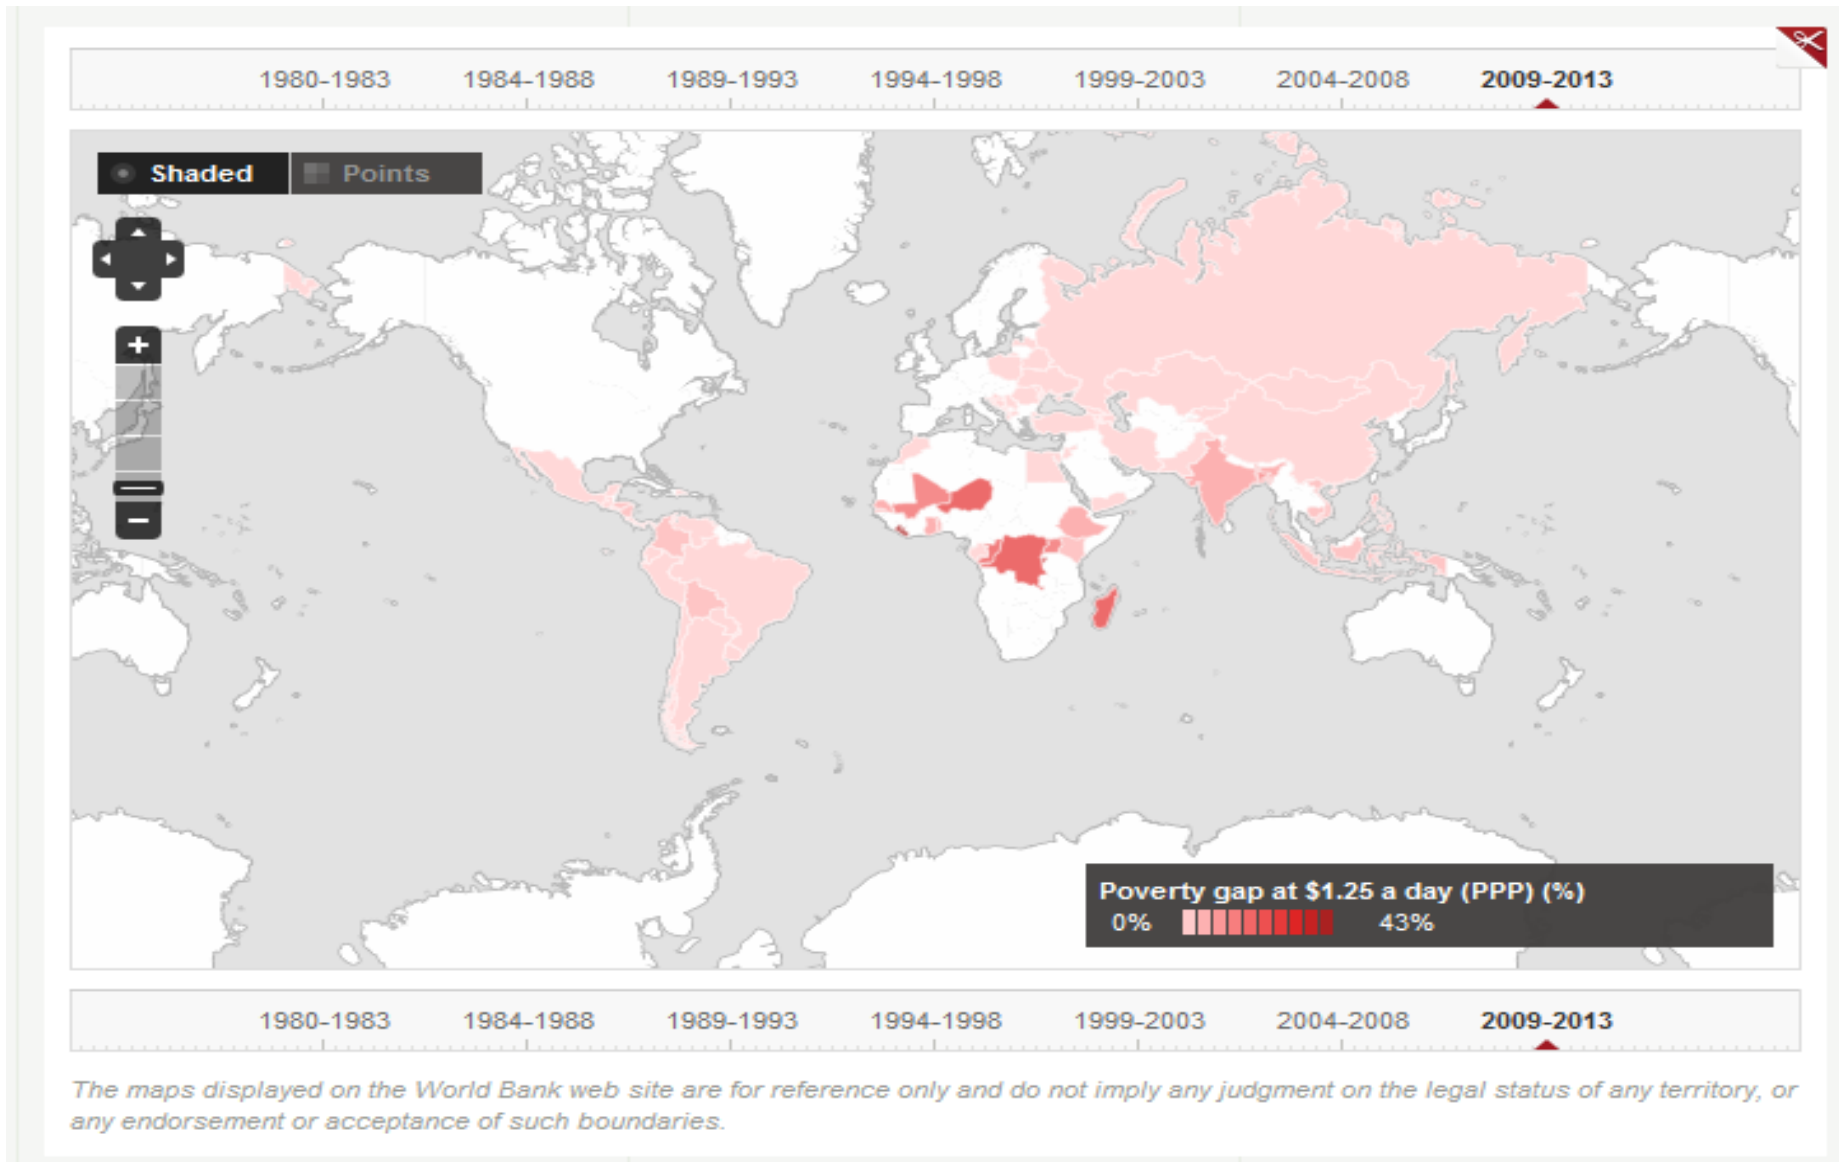 1980-1983 1984-1988 1989-1993 1994-1998 1999-2003 2004-2008 2009-2013
Shaded Points
+
−
Poverty gap at $1.25 a day (PPP) (%)
0% 43%
1980-1983 1984-1988 1989-1993 1994-1998 1999-2003 2004-2008 2009-2013
The maps displayed on the World Bank web site are for reference only and do not imply any judgment on the legal status of any territory, or
any endorsement or acceptance of such boundaries.